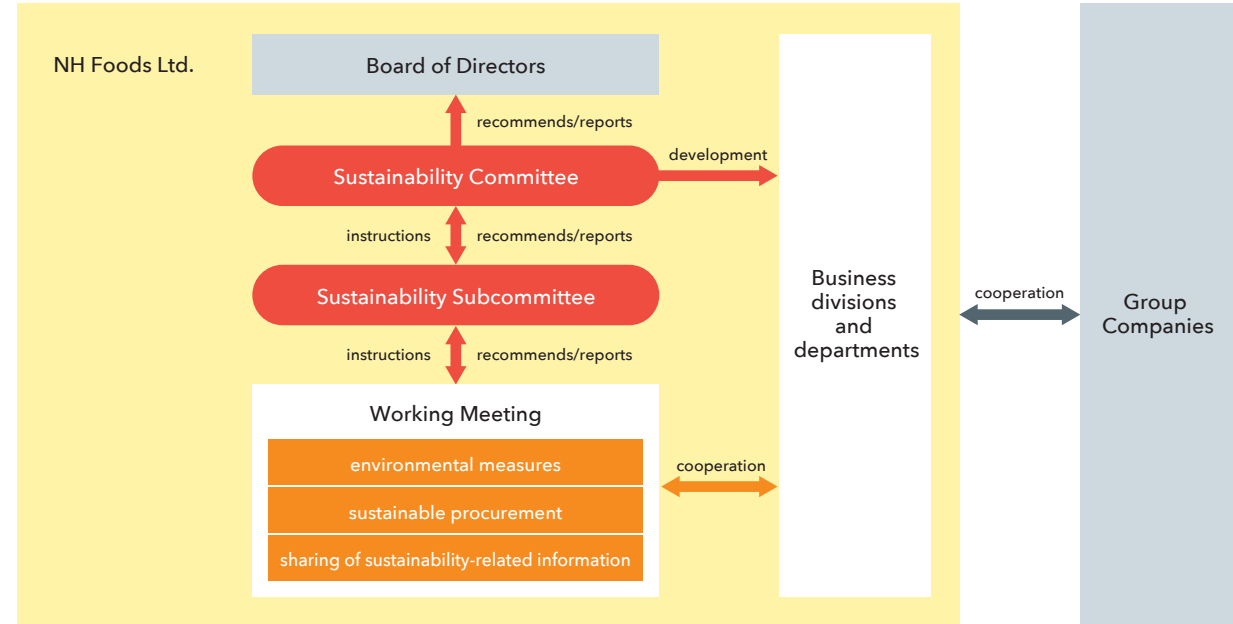 NH Foods Ltd.
Board of Directors
recommends/reports
Sustainability Committee
development
instructions
recommends/reports
Sustainability Subcommittee
instructions
recommends/reports
Working Meeting
environmental measures
sustainable procurement
sharing of sustainability-related information
cooperation
Business
divisions
and
departments
cooperation
Group
Companies